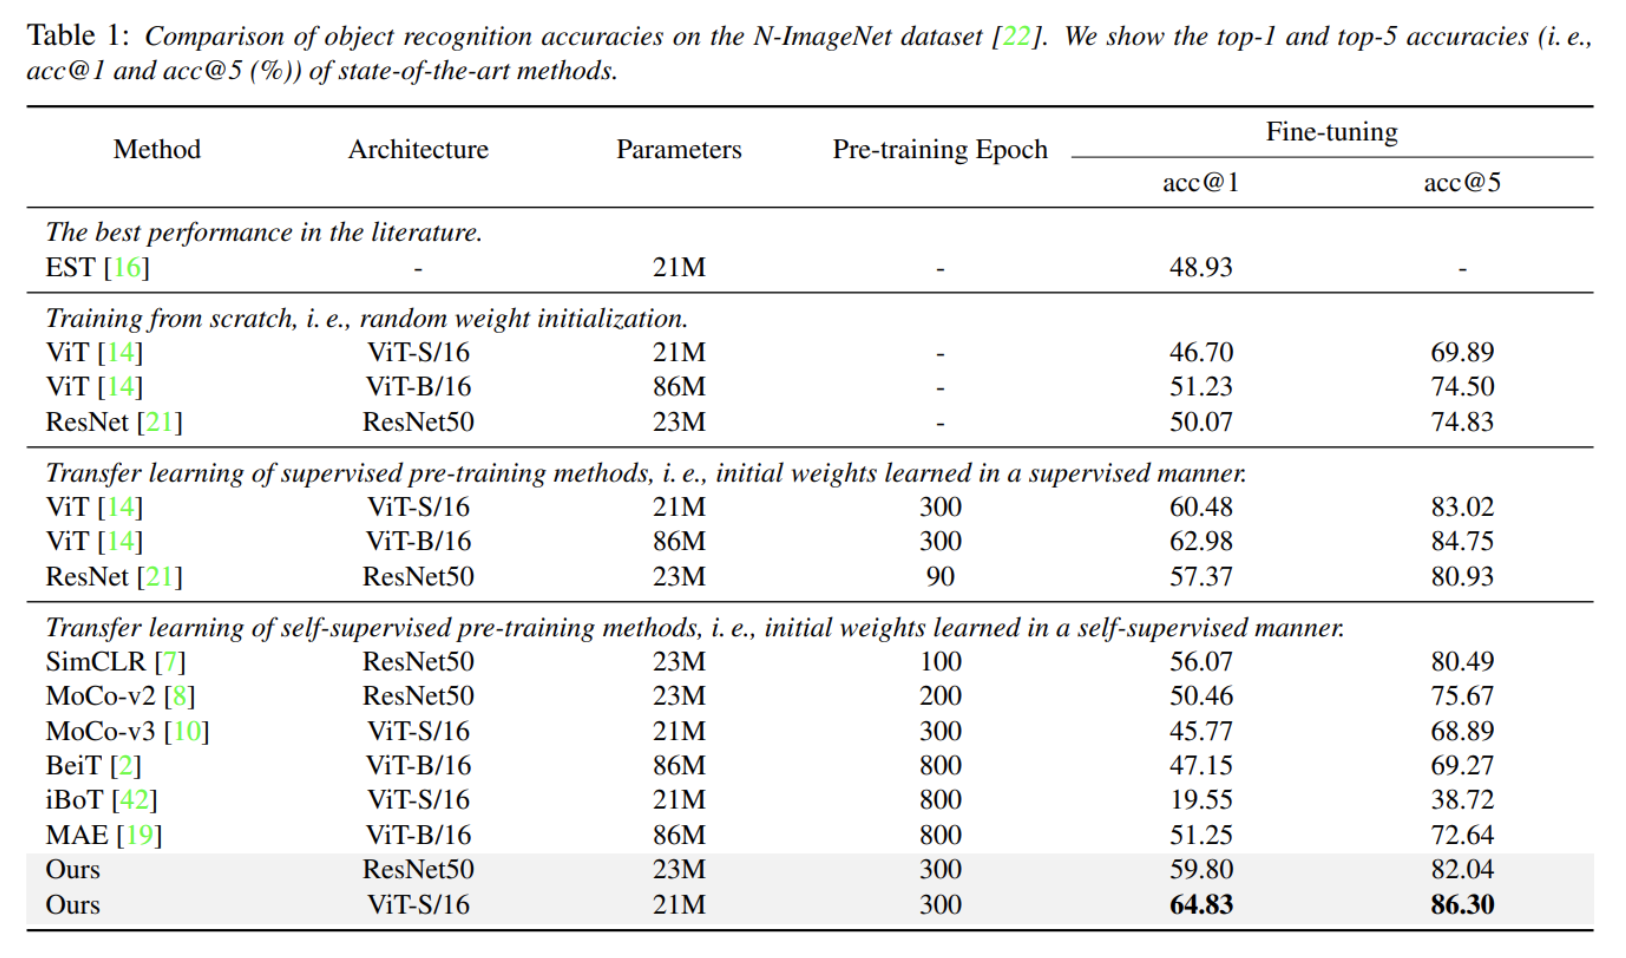 Table 1: Comparison of object recognition accuracies on the N-ImageNet dataset [22]. We show the top-1 and top-5 accuracies (i. e.,
acc@1 and acc@5 (%)) of state-of-the-art methods.
Method Architecture Parameters Pre-training Epoch Fine-tuning
acc@1 acc@5
The best performance in the literature.
EST [16] - 21M - 48.93 -
Training from scratch, i. e., random weight initialization.
ViT [14] ViT-S/16 21M - 46.70 69.89
ViT [14] ViT-B/16 86M - 51.23 74.50
ResNet [21] ResNet50 23M - 50.07 74.83
Transfer learning of supervised pre-training methods, i. e., initial weights learned in a supervised manner.
ViT [14] ViT-S/16 21M 300 60.48 83.02
ViT [14] ViT-B/16 86M 300 62.98 84.75
ResNet [21] ResNet50 23M 90 57.37 80.93
Transfer learning of self-supervised pre-training methods, i. e., initial weights learned in a self-supervised manner.
SimCLR [7] ResNet50 23M 100 56.07 80.49
MoCo-v2 [8] ResNet50 23M 200 50.46 75.67
MoCo-v3 [10] ViT-S/16 21M 300 45.77 68.89
BeiT [2] ViT-B/16 86M 800 47.15 69.27
iBoT [42] ViT-S/16 21M 800 19.55 38.72
MAE [19] ViT-B/16 86M 800 51.25 72.64
Ours ResNet50 23M 300 59.80 82.04
Ours ViT-S/16 21M 300 64.83 86.30